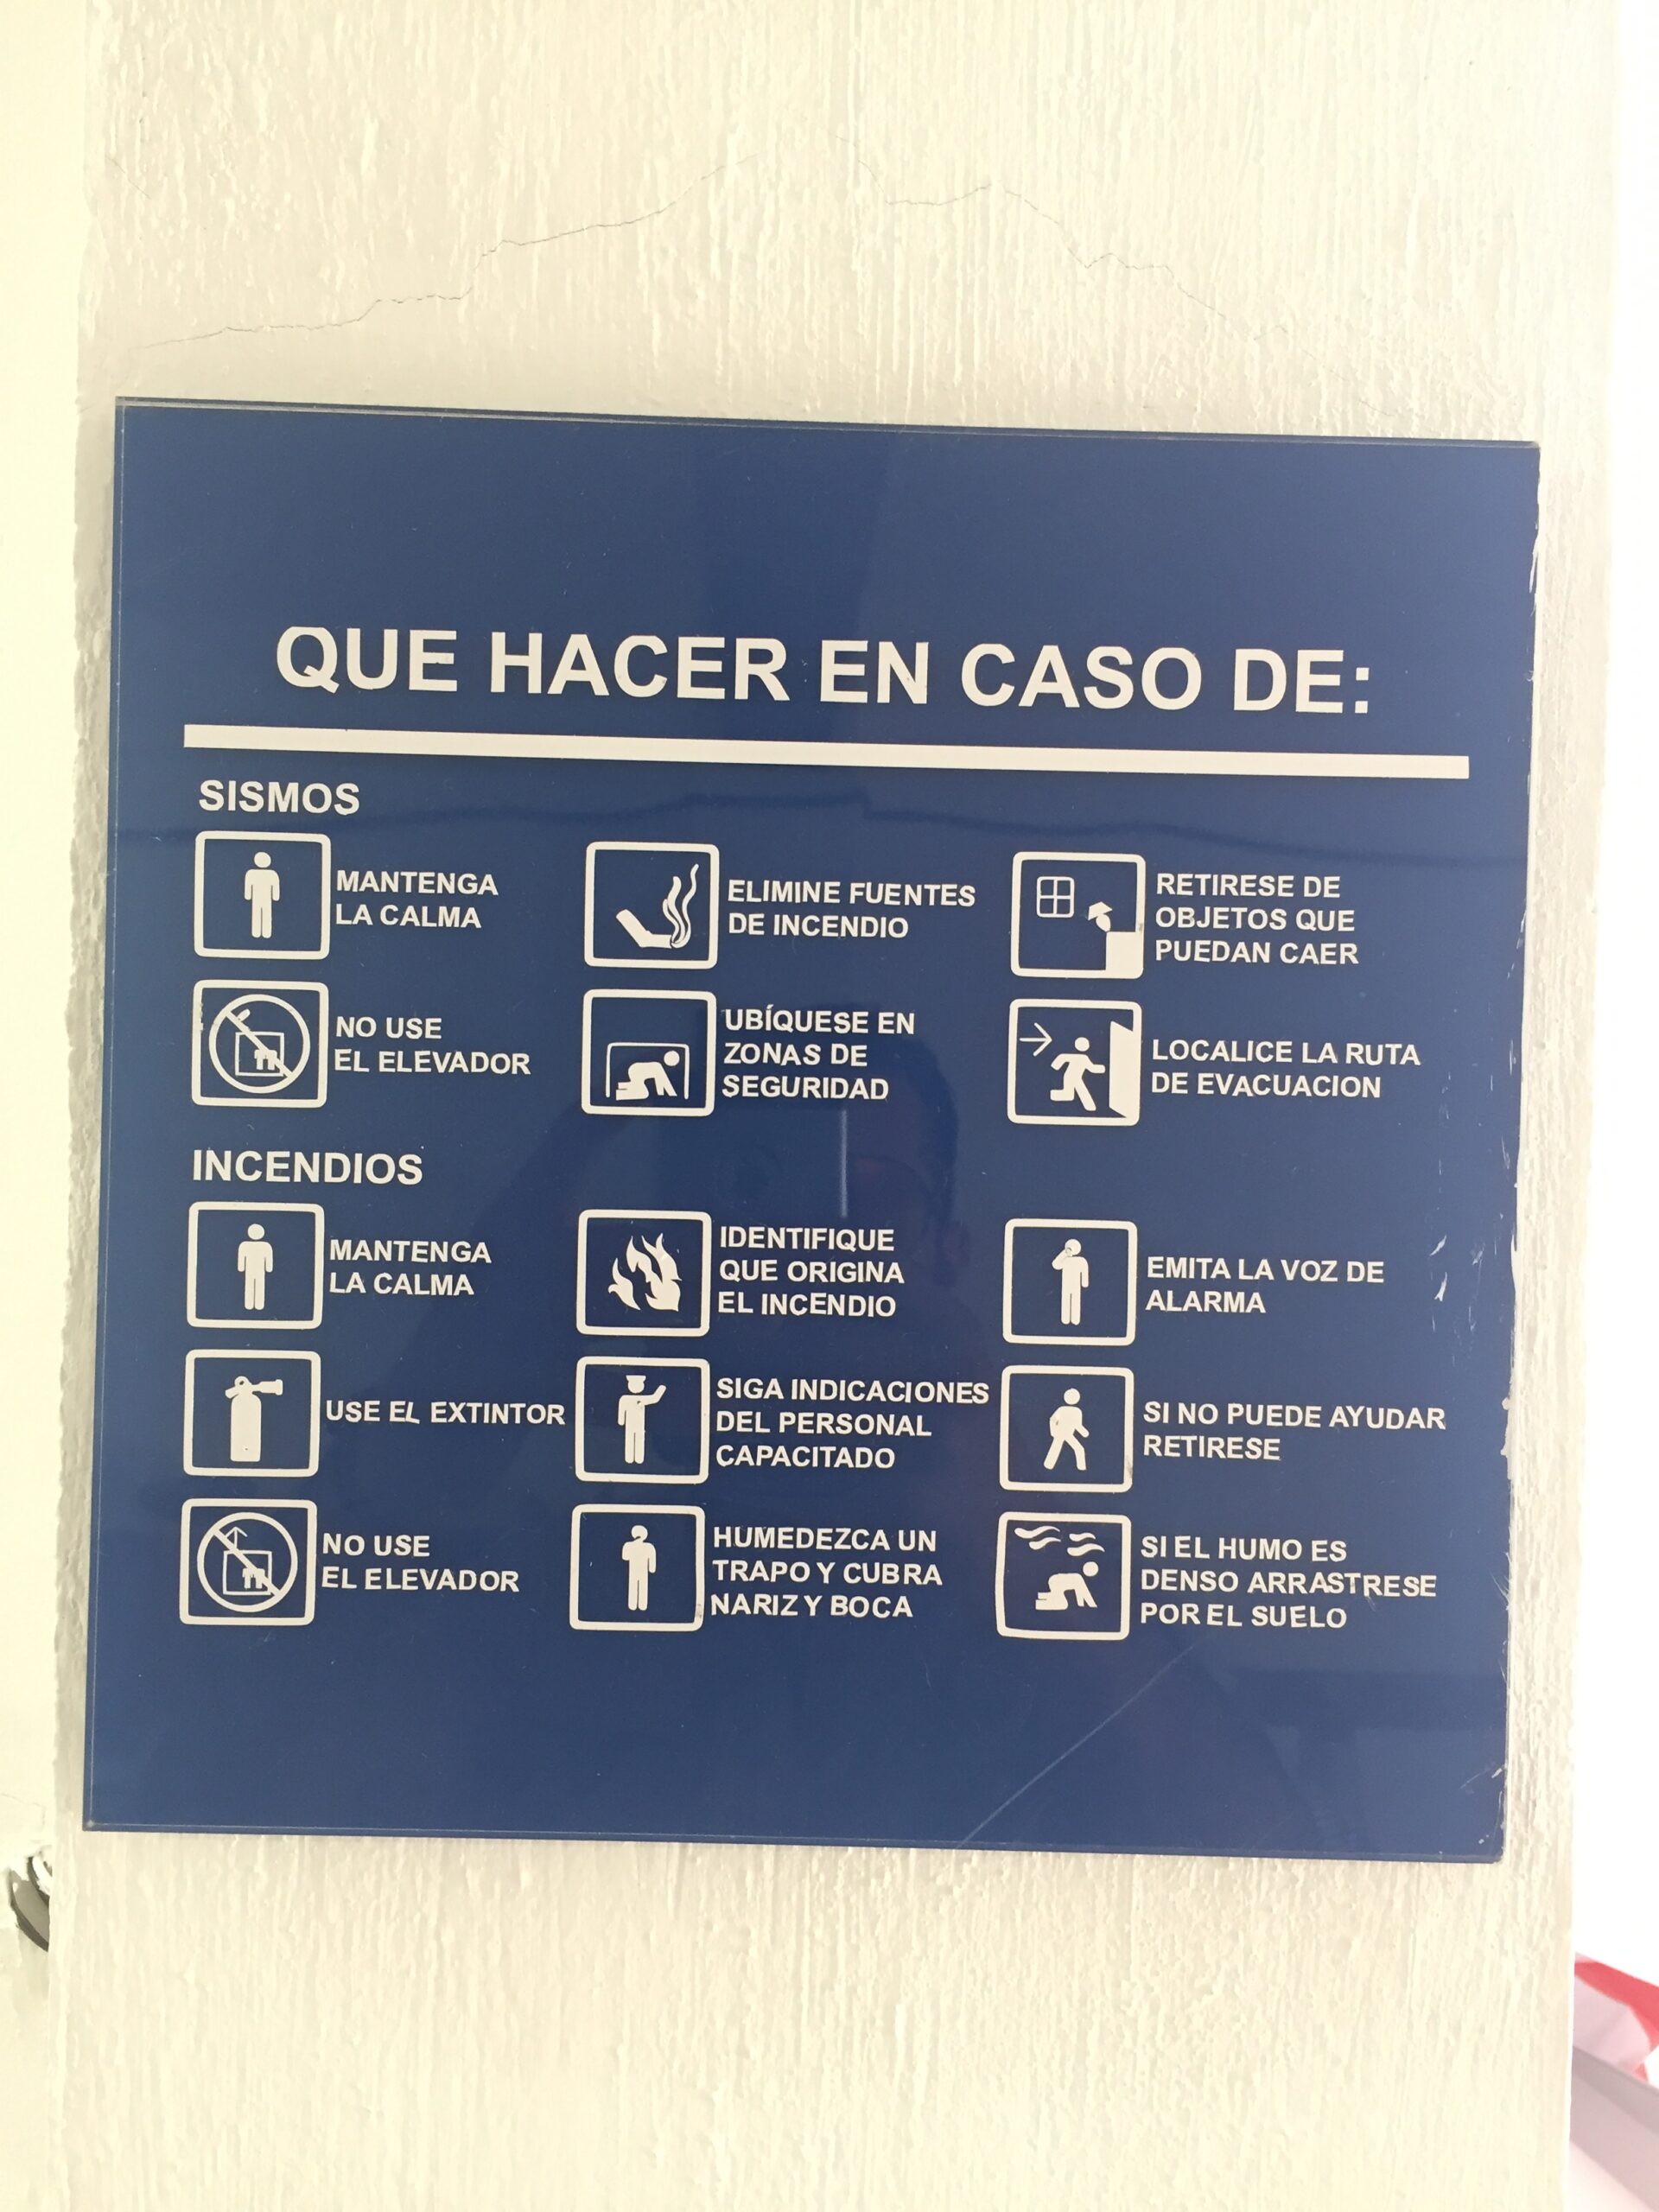 QUE HACER EN CASO DE:
SISMOS
MANTENGA
LA CALMA
ELIMINE FUENTES
DE INCENDIO
RETIRESE DE
OBJETOS QUE
PUEDAN CAER
NO USE
EL ELEVADOR
UBÍQUESE EN
ZONAS DE
SEGURIDAD
LOCALICE LA RUTA
DE EVACUACION
INCENDIOS
MANTENGA
LA CALMA
IDENTIFIQUE
QUE ORIGINA
EL INCENDIO
EMITA LA VOZ DE
ALARMA
USE EL EXTINTOR
SIGA INDICACIONES
DEL PERSONAL
CAPACITADO
SI NO PUEDE AYUDAR
RETIRESE
NO USE
EL ELEVADOR
HUMEDEZCA UN
TRAPO Y CUBRA
NARIZ Y BOCA
SI EL HUMO ES
DENSO ARRASTRESE
POR EL SUELO